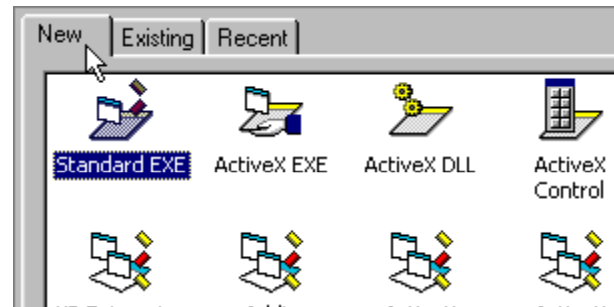 New Existing Recent
Standard EXE ActiveX EXE ActiveX DLL ActiveX
Control